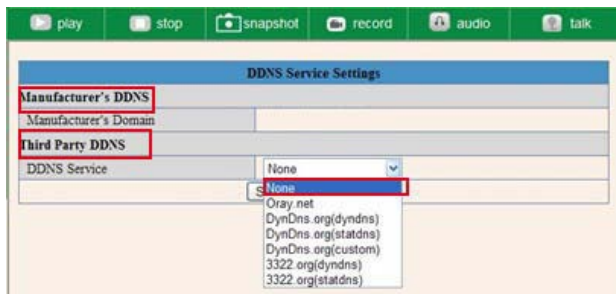 play stop snapshot record audio talk
DDNS Service Settings
Manufacturer's DDNS
Manufacturer's Domain
Third Party DDNS
DDNS Service None
S None
Oray.net
DynDns.org(dyndns)
DynDns.org(statdns)
DynDns.org(custom)
3322.org(dyndns)
3322.org(statdns)